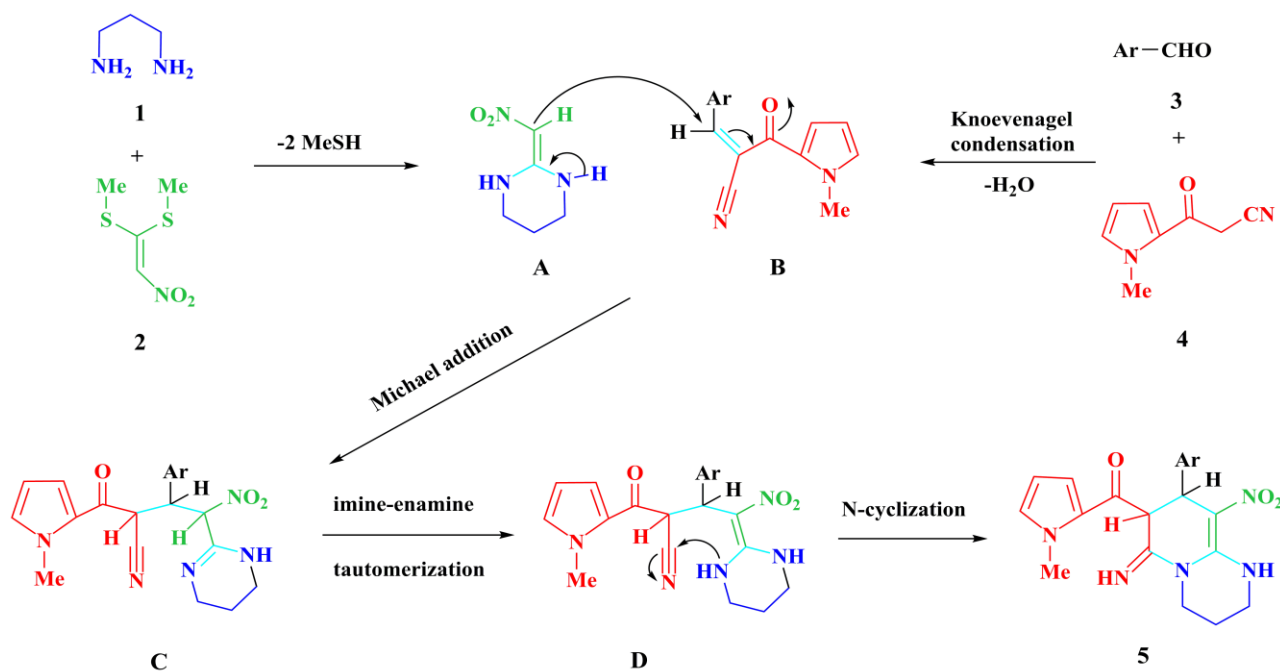 NH2 NH2
1
+
Me Me
S S
NO2
2
-2 MeSH
O2N H
HN N H
A
Ar O
H
N
N
Me
B
Knoevenagel
condensation
-H2O
Ar CHO
3
+
O
CN
N
Me
4
Michael addition
O Ar H NO2
H H
N
Me
N
N NH
C
imine-enamine
tautomerization
O Ar H NO2
H
N
Me
N
HN NH
D
N-cyclization
O Ar H NO2
H
N
Me
HN N NH
5